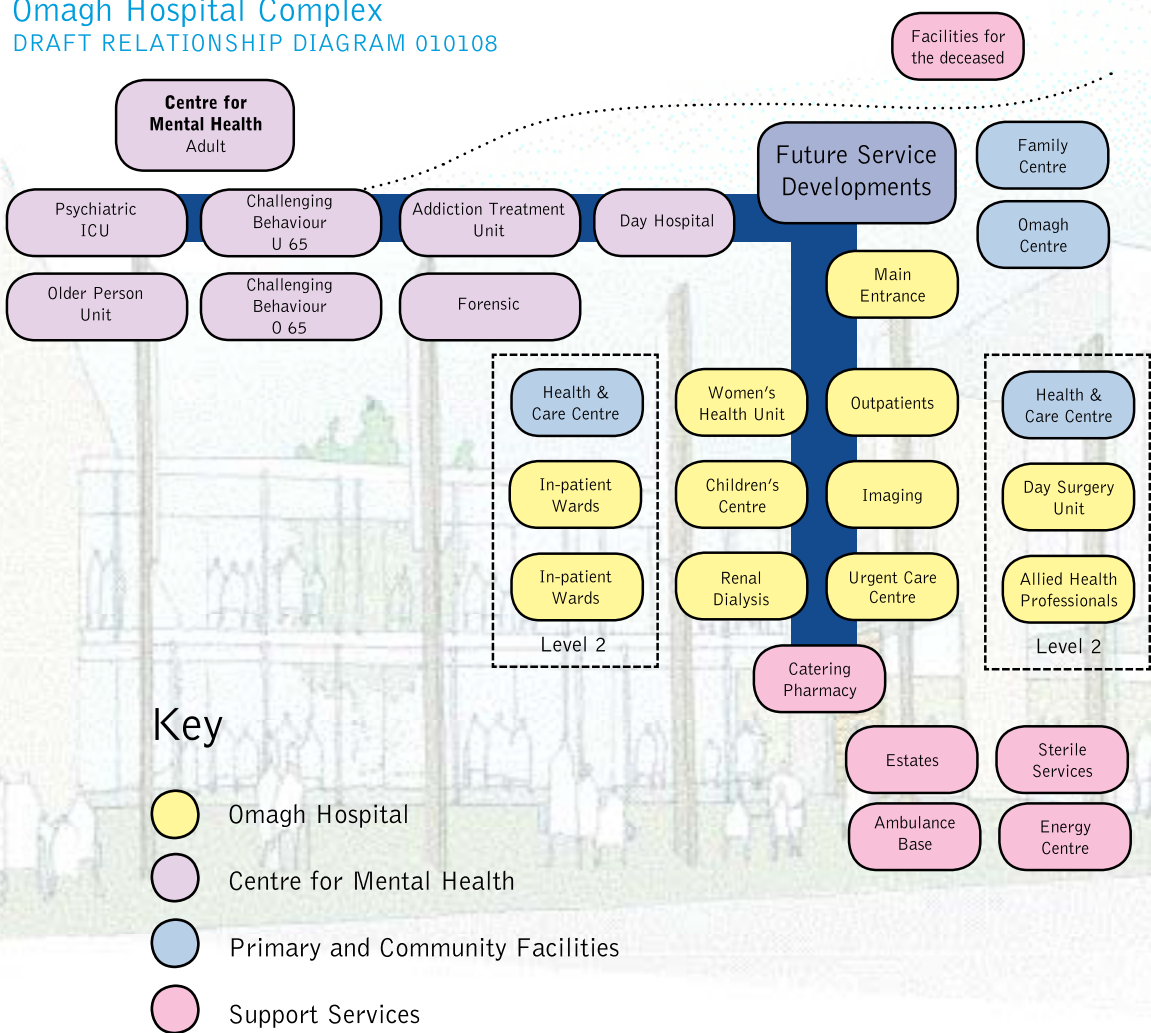 Omagh Hospital Complex
DRAFT RELATIONSHIP DIAGRAM 010108
Facilities for
the deceased
Centre for
Mental Health
Adult
Future Service
Developments
Family
Centre
Psychiatric
ICU
Challenging
Behaviour
U 65
Addiction Treatment
Unit
Day Hospital
Omagh
Centre
Main
Entrance
Older Person
Unit
Challenging
Behaviour
O 65
Forensic
Health &
Care Centre
Women's
Health Unit
Outpatients
Health &
Care Centre
In-patient
Wards
Children's
Centre
Imaging
Day Surgery
Unit
In-patient
Wards
Renal
Dialysis
Urgent Care
Centre
Allied Health
Professionals
Level 2
Level 2
Catering
Pharmacy
Estates
Sterile
Services
Ambulance
Base
Energy
Centre
Key
Omagh Hospital
Centre for Mental Health
Primary and Community Facilities
Support Services